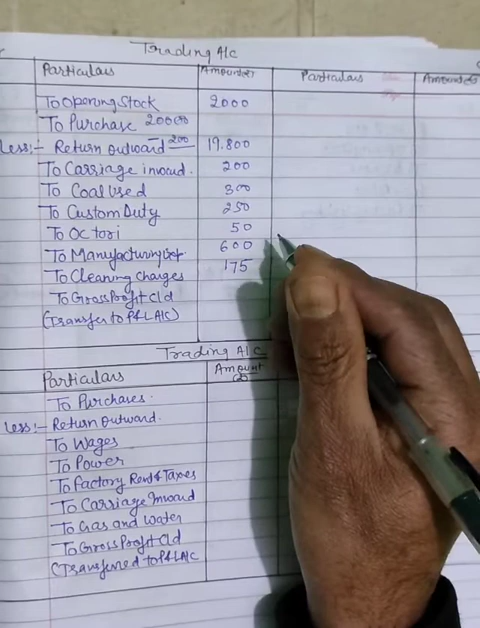 Trading A/C
Particulars Amount Particulars Amount
To Opening Stock 2000
To Purchase 20000
Less:- Return outward - 200 19,800
To Carriage inward. 200
To Coal Used 300
To Custom Duty 250
To Octori 50
To Manufacturing 600
To Cleaning Charges 175
To Gross Profit C/d
(Transfer to P&L A/C)
Trading A/C
Particulars Amount
To Purchases.
Less:- Return Outward.
To Wages
To Power
To Factory Rent & Taxes
To Carriage Inward
To Gas and Water
To Gross Profit C/d
(Transferred to P&L A/C